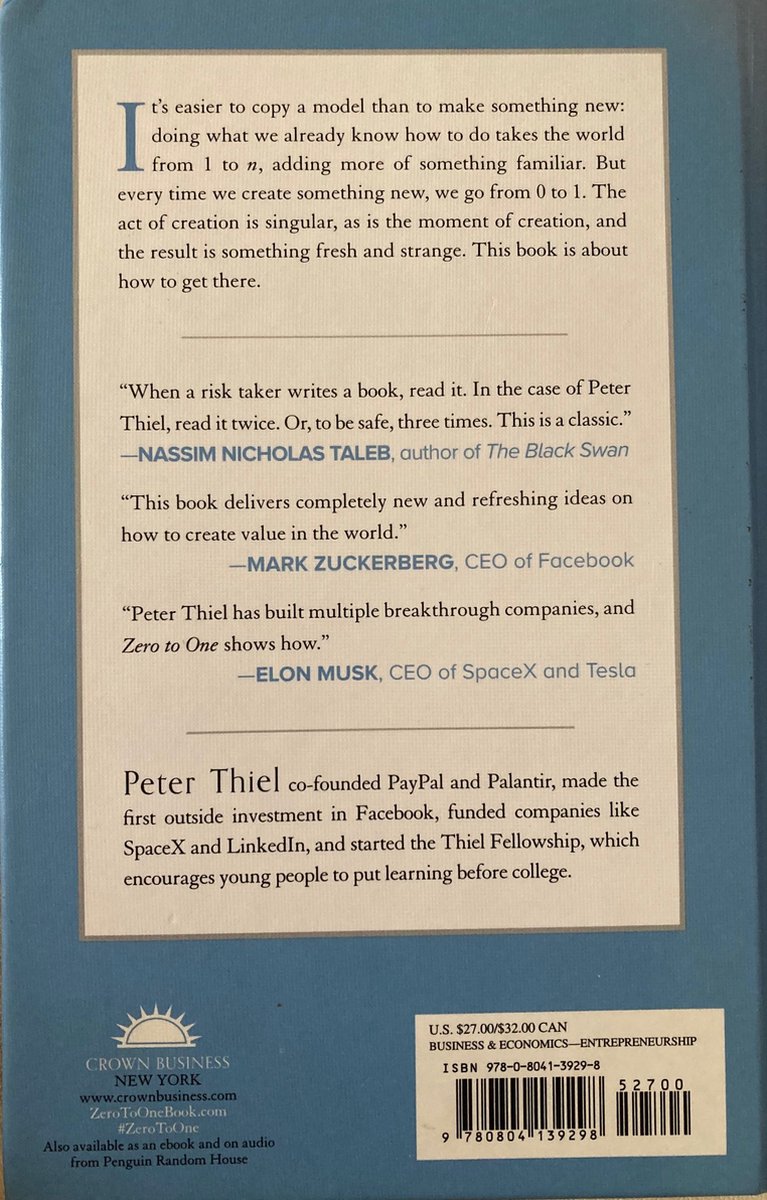 It's easier to copy a model than to make something new:
doing what we already know how to do takes the world
from 1 to n, adding more of something familiar. But
every time we create something new, we go from 0 to 1. The
act of creation is singular, as is the moment of creation, and
the result is something fresh and strange. This book is about
how to get there.
“When a risk taker writes a book, read it. In the case of Peter
Thiel, read it twice. Or, to be safe, three times. This is a classic.”
—NASSIM NICHOLAS TALEB, author of The Black Swan
“This book delivers completely new and refreshing ideas on
how to create value in the world.”
—MARK ZUCKERBERG, CEO of Facebook
“Peter Thiel has built multiple breakthrough companies, and
Zero to One shows how.”
—ELON MUSK, CEO of SpaceX and Tesla
Peter Thiel co-founded PayPal and Palantir, made the
first outside investment in Facebook, funded companies like
SpaceX and LinkedIn, and started the Thiel Fellowship, which
encourages young people to put learning before college.
CROWN BUSINESS
NEW YORK
www.crownbusiness.com
ZeroToOneBook.com
#ZeroToOne
Also available as an ebook and on audio
from Penguin Random House
U.S. $27.00/$32.00 CAN
BUSINESS & ECONOMICS—ENTREPRENEURSHIP
ISBN 978-0-8041-3929-8
52700
9 780804 139298